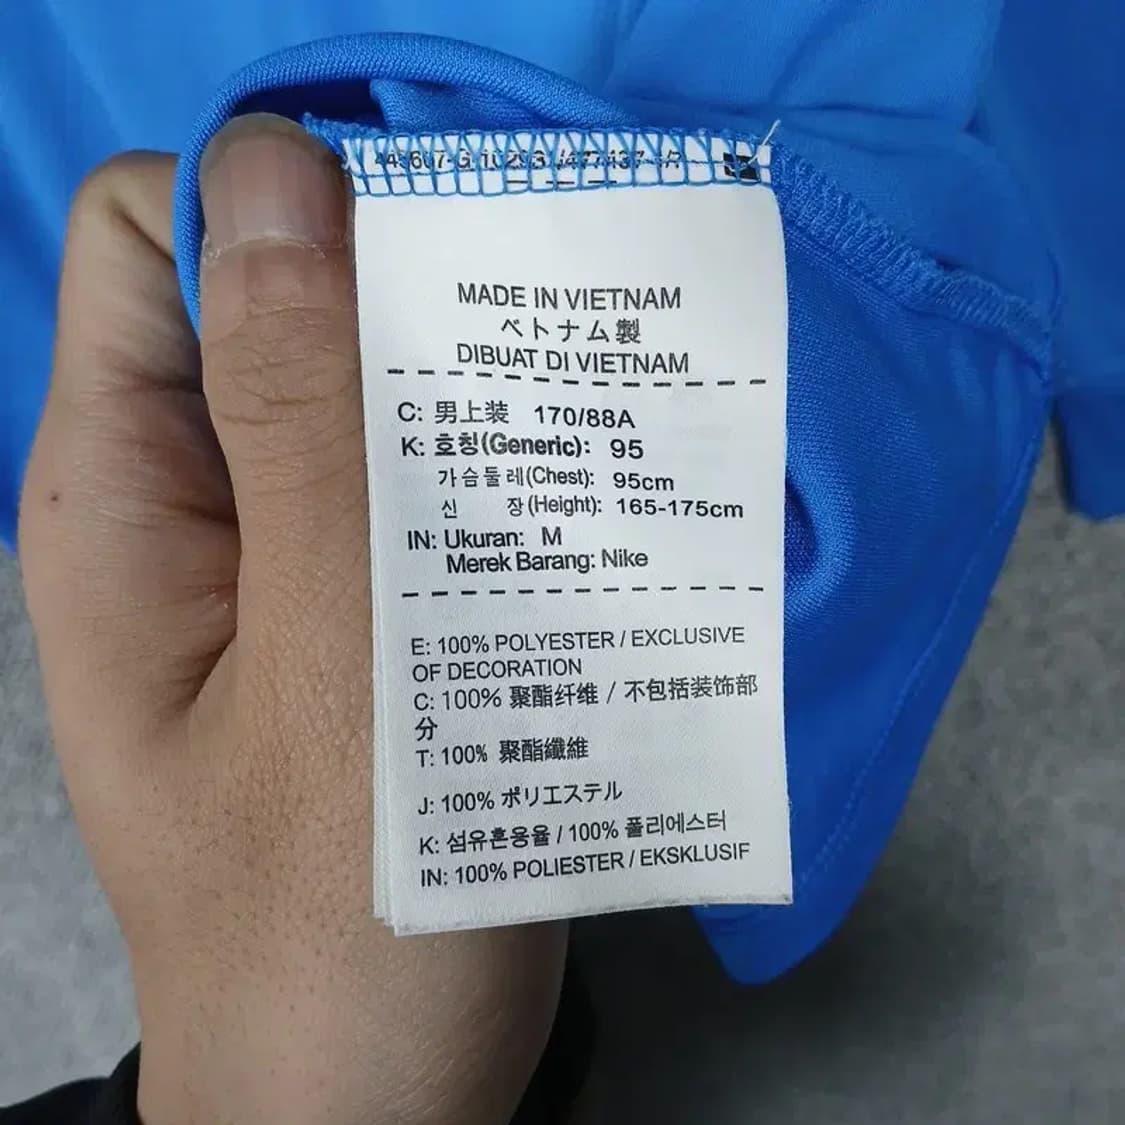 MADE IN VIETNAM
ベトナム製
DIBUAT DI VIETNAM
C: 男上装 170/88A
K: 호칭(Generic): 95
가슴둘레(Chest): 95cm
신 장(Height): 165-175cm
IN: Ukuran: M
Merek Barang: Nike
E: 100% POLYESTER / EXCLUSIVE
OF DECORATION
C: 100% 聚酯纤维 / 不包括装饰部
分
T: 100% 聚酯纖維
J: 100% ポリエステル
K: 섬유혼용율 / 100% 폴리에스터
IN: 100% POLIESTER / EKSKLUSIF